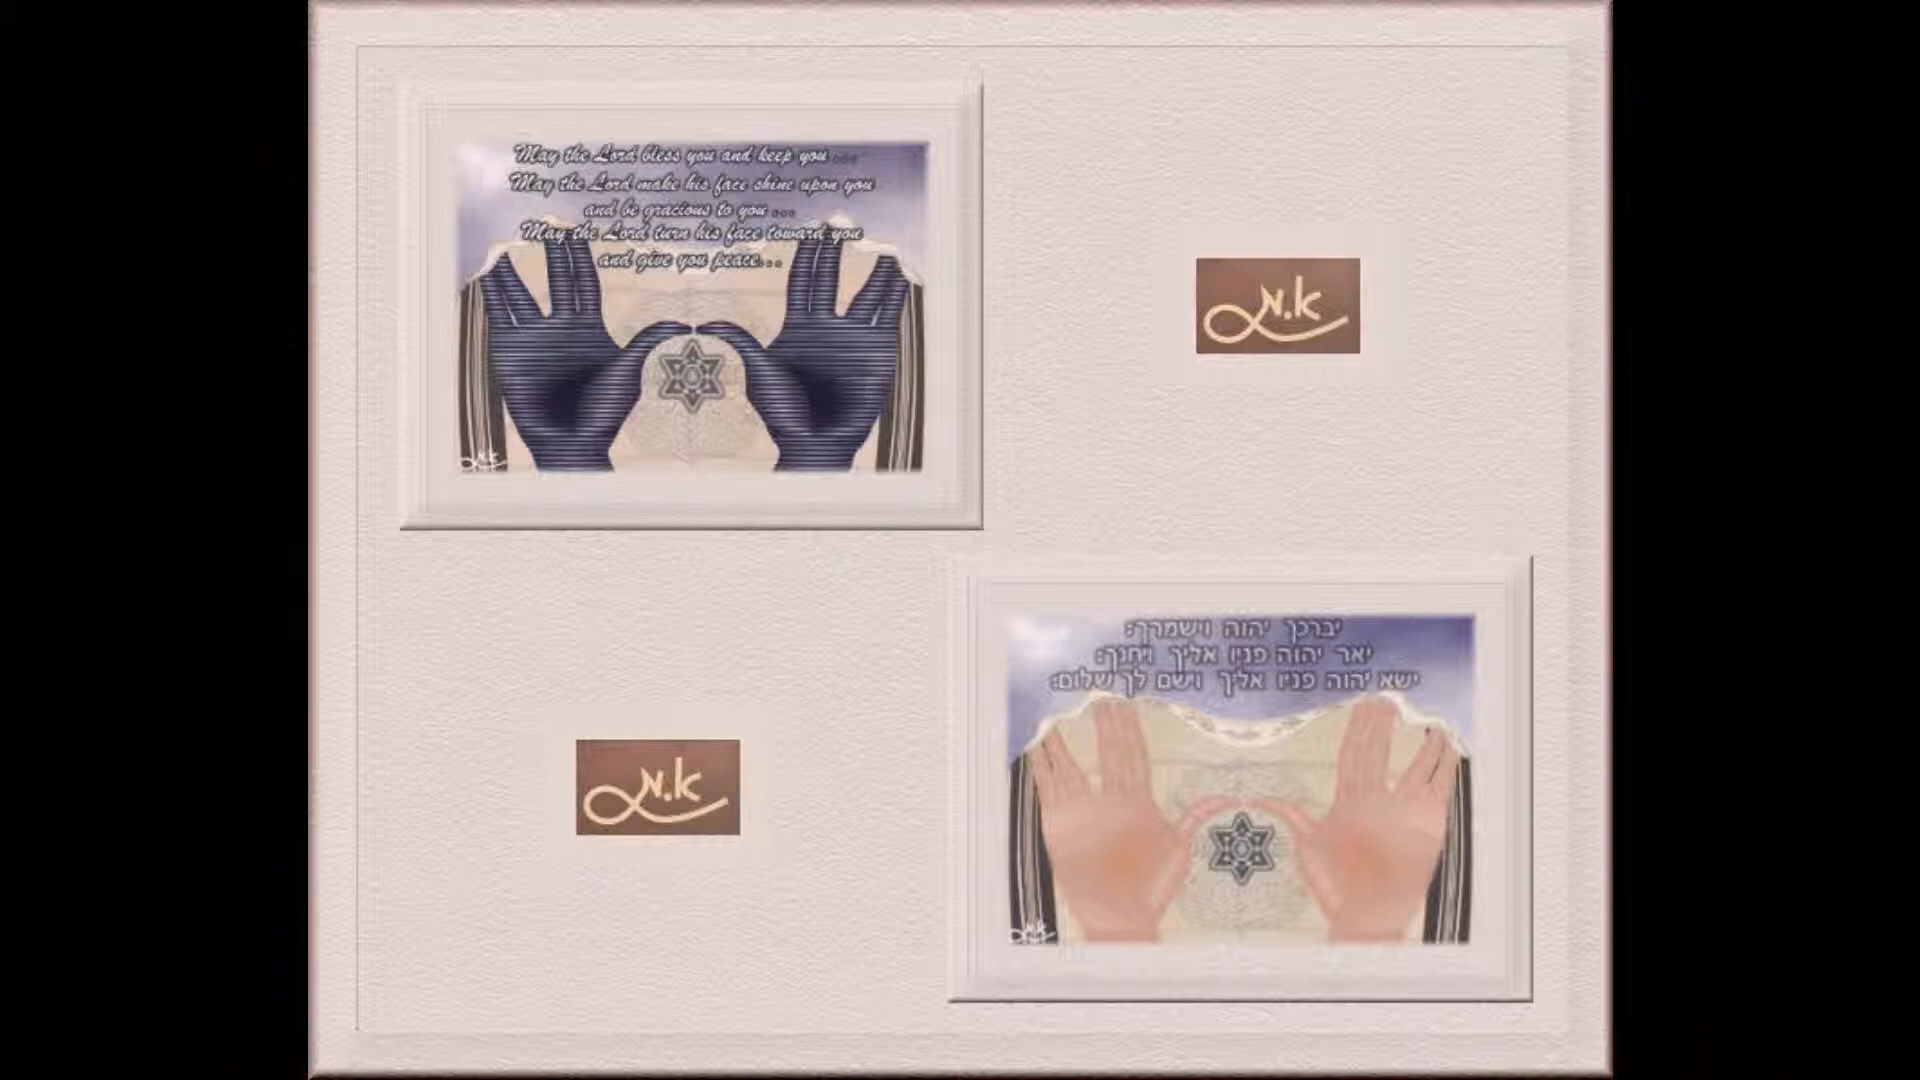 May the Lord bless you and keep you ...
May the Lord make his face shine upon you
and be gracious to you ...
May the Lord turn his face toward you
and give you peace...
N.K
N.K
יברכך יהוה וישמרך:
יאר יהוה פניו אליך ויחנך:
ישא יהוה פניו אליך וישם לך שלום:
N.K
N.K